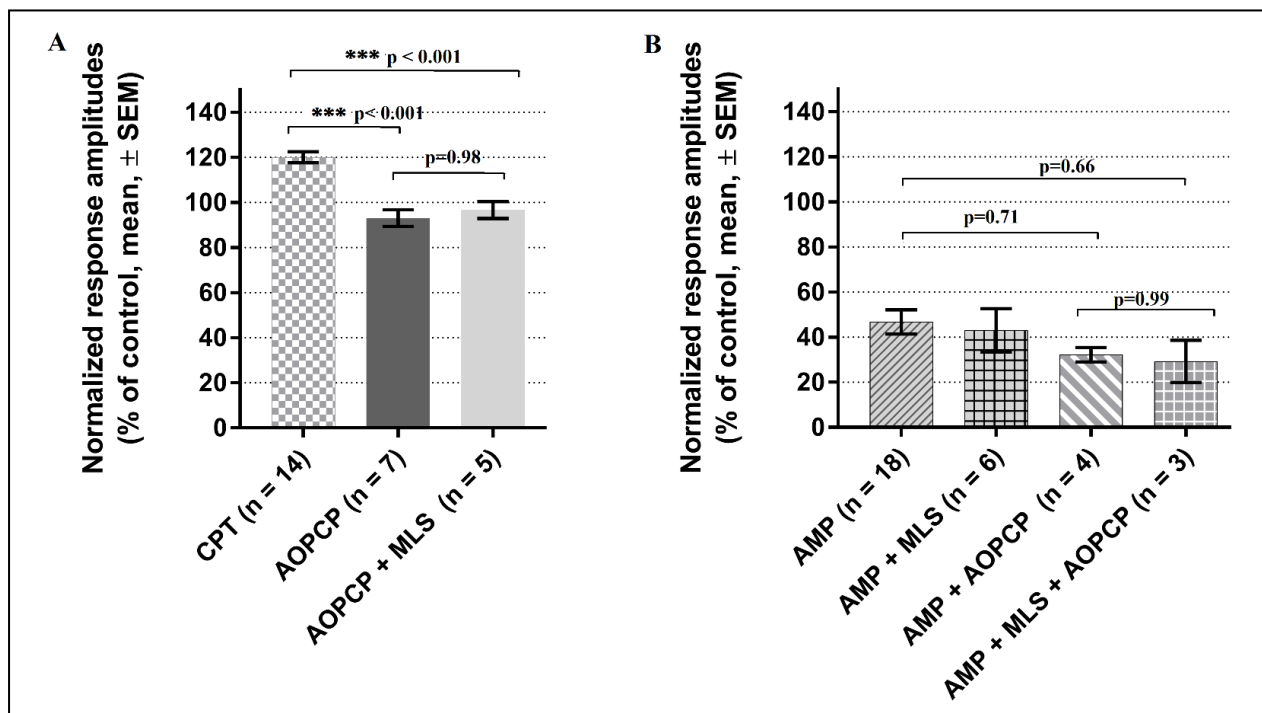 A
Normalized response amplitudes
(% of control, mean, ± SEM)
*** p < 0.001
*** p< 0.001
p=0.98
140
120
100
80
60
40
20
0
CPT (n = 14)
AOPCP (n = 7)
AOPCP + MLS (n = 5)
B
Normalized response amplitudes
(% of control, mean, ± SEM)
p=0.66
p=0.71
p=0.99
140
120
100
80
60
40
20
0
AMP (n = 18)
AMP + MLS (n = 6)
AMP + AOPCP (n = 4)
AMP + MLS + AOPCP (n = 3)